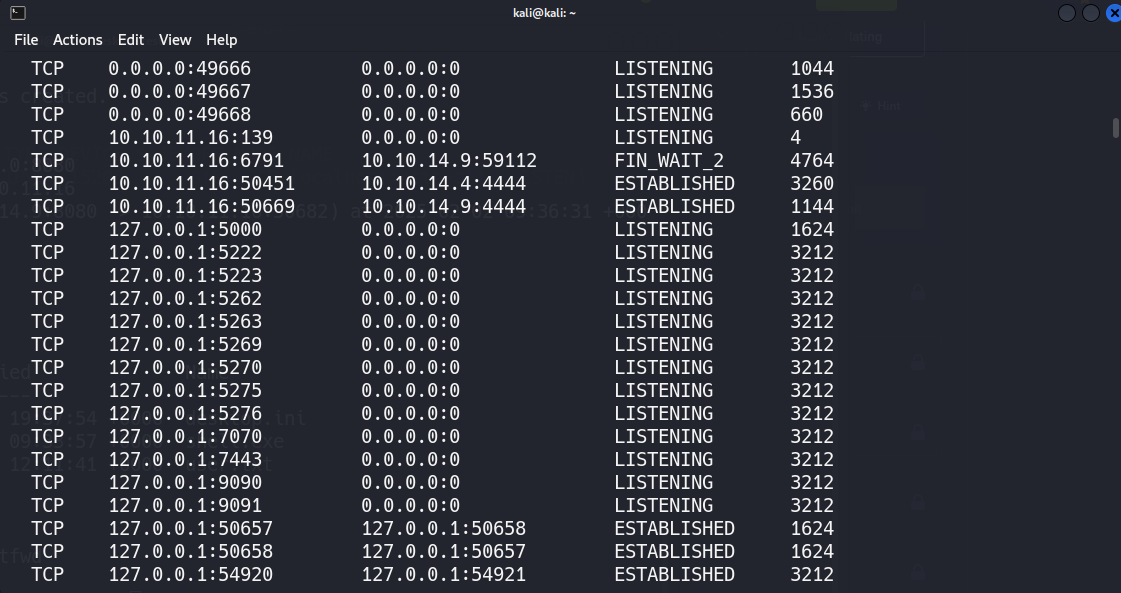 kali@kali: ~
File Actions Edit View Help
TCP 0.0.0.0:49666 0.0.0.0:0 LISTENING 1044
TCP 0.0.0.0:49667 0.0.0.0:0 LISTENING 1536
TCP 0.0.0.0:49668 0.0.0.0:0 LISTENING 660
TCP 10.10.11.16:139 0.0.0.0:0 LISTENING 4
TCP 10.10.11.16:6791 10.10.14.9:59112 FIN_WAIT_2 4764
TCP 10.10.11.16:50451 10.10.14.4:4444 ESTABLISHED 3260
TCP 10.10.11.16:50669 10.10.14.9:4444 ESTABLISHED 1144
TCP 127.0.0.1:5000 0.0.0.0:0 LISTENING 1624
TCP 127.0.0.1:5222 0.0.0.0:0 LISTENING 3212
TCP 127.0.0.1:5223 0.0.0.0:0 LISTENING 3212
TCP 127.0.0.1:5262 0.0.0.0:0 LISTENING 3212
TCP 127.0.0.1:5263 0.0.0.0:0 LISTENING 3212
TCP 127.0.0.1:5269 0.0.0.0:0 LISTENING 3212
TCP 127.0.0.1:5270 0.0.0.0:0 LISTENING 3212
TCP 127.0.0.1:5275 0.0.0.0:0 LISTENING 3212
TCP 127.0.0.1:5276 0.0.0.0:0 LISTENING 3212
TCP 127.0.0.1:7070 0.0.0.0:0 LISTENING 3212
TCP 127.0.0.1:7443 0.0.0.0:0 LISTENING 3212
TCP 127.0.0.1:9090 0.0.0.0:0 LISTENING 3212
TCP 127.0.0.1:9091 0.0.0.0:0 LISTENING 3212
TCP 127.0.0.1:50657 127.0.0.1:50658 ESTABLISHED 1624
TCP 127.0.0.1:50658 127.0.0.1:50657 ESTABLISHED 1624
TCP 127.0.0.1:54920 127.0.0.1:54921 ESTABLISHED 3212